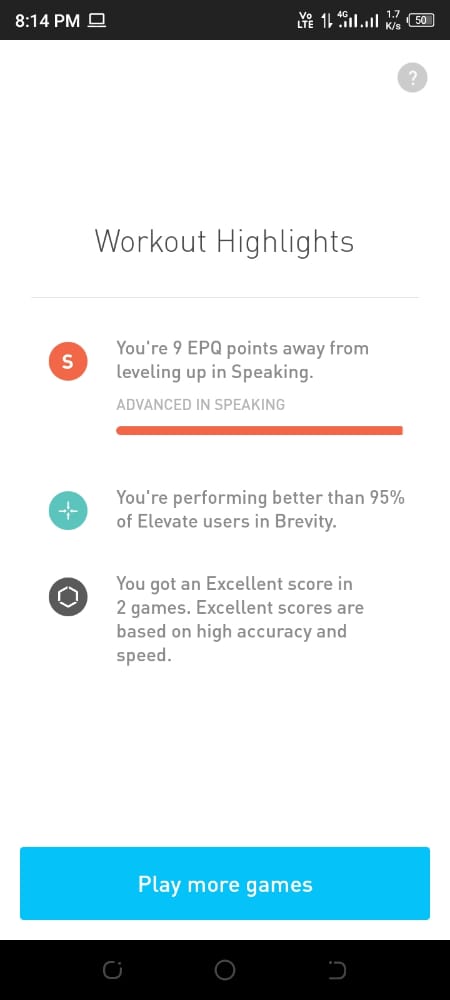 8:14 PM Vo LTE 4G 1.7 K/s 50
?
Workout Highlights
S
You're 9 EPQ points away from
leveling up in Speaking.
ADVANCED IN SPEAKING
You're performing better than 95%
of Elevate users in Brevity.
You got an Excellent score in
2 games. Excellent scores are
based on high accuracy and
speed.
Play more games